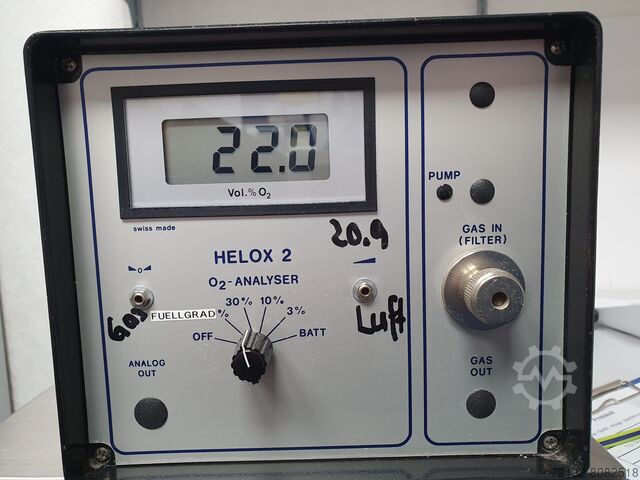 22.0
Vol.% O₂
swiss made
HELOX 2
O₂-ANALYSER
20.9
0
Gas
FUELLGRAD
%
30%
10%
3%
OFF
BATT
Luft
ANALOG
OUT
PUMP
GAS IN
(FILTER)
GAS
OUT